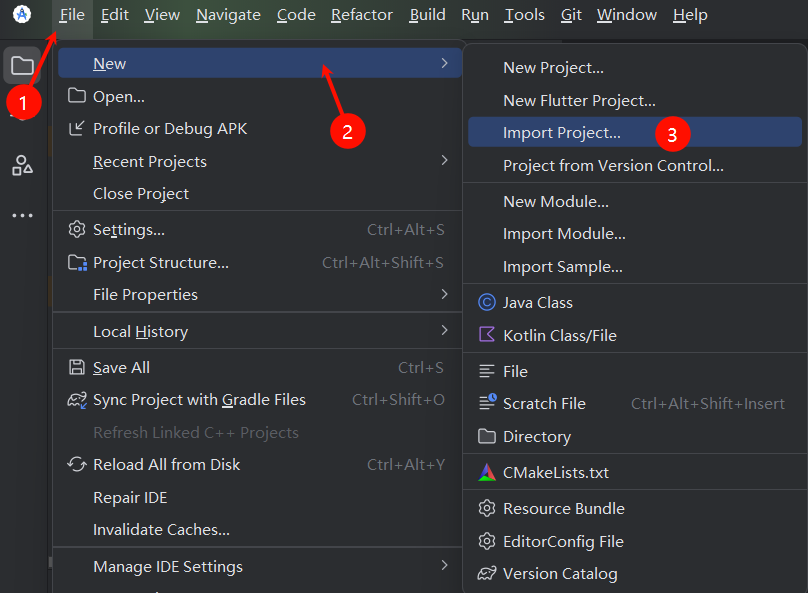 File Edit View Navigate Code Refactor Build Run Tools Git Window Help
1
New
2
Open...
Profile or Debug APK
Recent Projects
Close Project
Settings... Ctrl+Alt+S
Project Structure... Ctrl+Alt+Shift+S
File Properties
Local History
Save All Ctrl+S
Sync Project with Gradle Files Ctrl+Shift+O
Refresh Linked C++ Projects
Reload All from Disk Ctrl+Alt+Y
Repair IDE
Invalidate Caches...
Manage IDE Settings
New Project...
New Flutter Project...
Import Project... 3
Project from Version Control...
New Module...
Import Module...
Import Sample...
Java Class
Kotlin Class/File
File
Scratch File Ctrl+Alt+Shift+Insert
Directory
CMakeLists.txt
Resource Bundle
EditorConfig File
Version Catalog